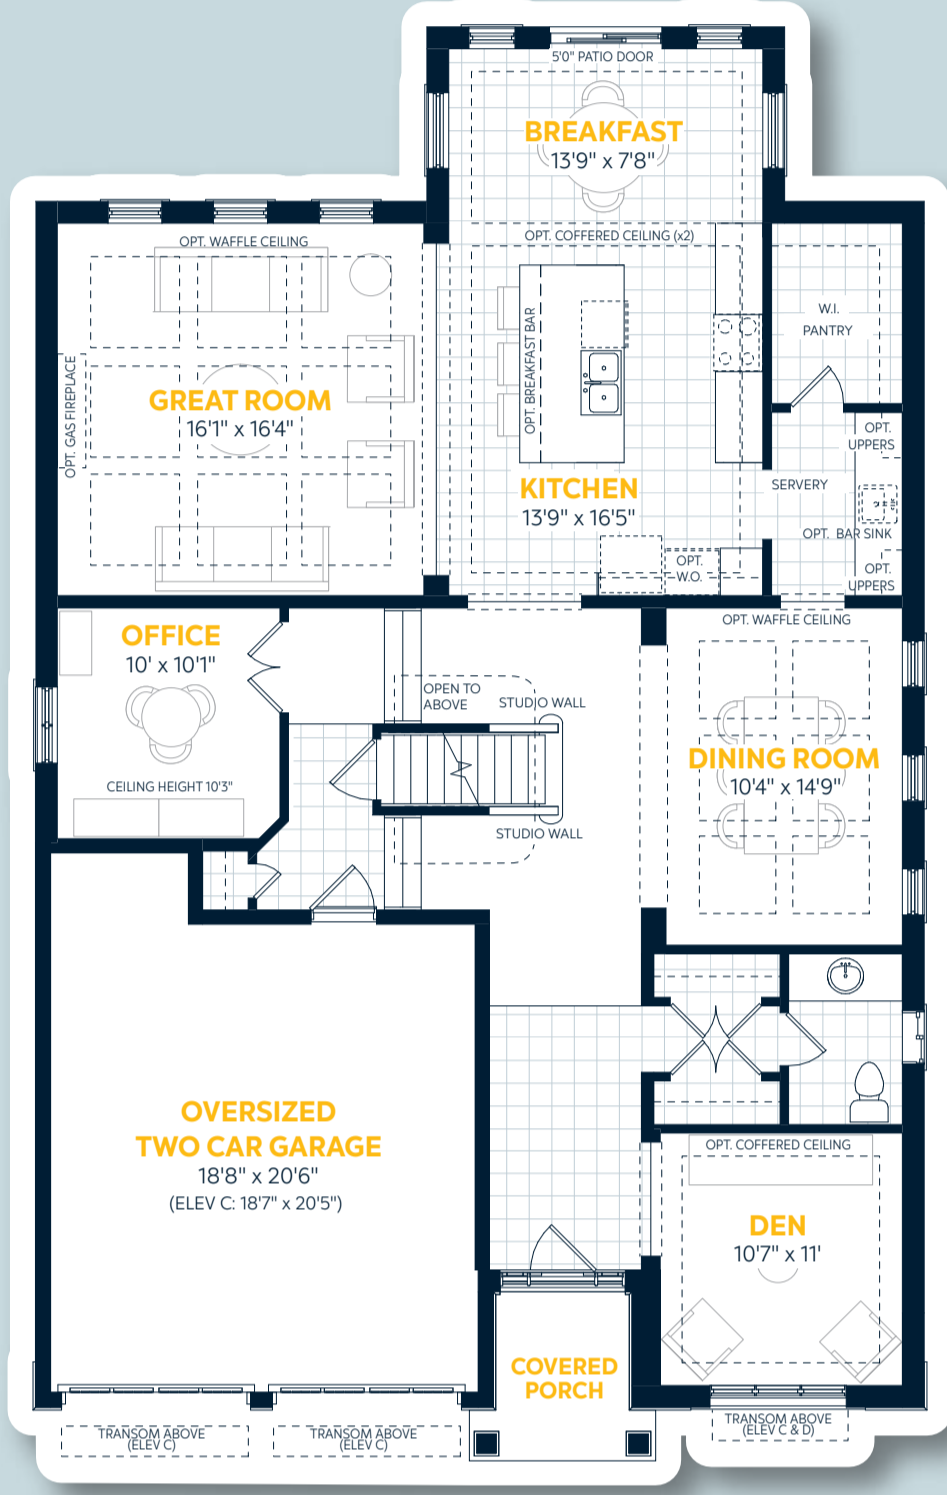 5'0" PATIO DOOR
BREAKFAST
13'9" x 7'8"
OPT. COFFERED CEILING (x2)
OPT. WAFFLE CEILING
W.I.
PANTRY
OPT. BREAKFAST BAR
OPT. GAS FIREPLACE
GREAT ROOM
16'1" x 16'4"
OPT.
UPPERS
KITCHEN
13'9" x 16'5"
SERVERY
OPT. BAR SINK
OPT.
W.O.
OPT.
UPPERS
OFFICE
10' x 10'1"
OPT. WAFFLE CEILING
OPEN TO
ABOVE
STUDIO WALL
DINING ROOM
10'4" x 14'9"
CEILING HEIGHT 10'3"
STUDIO WALL
OVERSIZED
TWO CAR GARAGE
18'8" x 20'6"
(ELEV C: 18'7" x 20'5")
OPT. COFFERED CEILING
DEN
10'7" x 11'
COVERED
PORCH
TRANSOM ABOVE
(ELEV C)
TRANSOM ABOVE
(ELEV C)
TRANSOM ABOVE
(ELEV C & D)